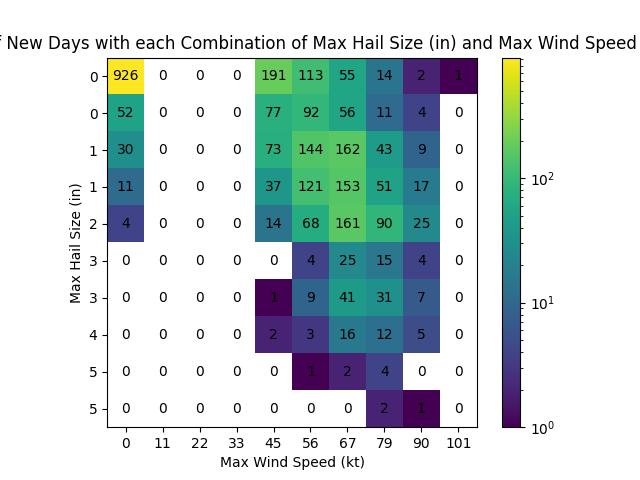 New Days with each Combination of Max Hail Size (in) and Max Wind Speed
0 926 0 0 0 191 113 55 14 2 1
0 52 0 0 0 77 92 56 11 4 0
1 30 0 0 0 73 144 162 43 9 0
1 11 0 0 0 37 121 153 51 17 0
2 4 0 0 0 14 68 161 90 25 0
3 0 0 0 0 0 4 25 15 4 0
3 0 0 0 0 1 9 41 31 7 0
4 0 0 0 0 2 3 16 12 5 0
5 0 0 0 0 0 1 2 4 0 0
5 0 0 0 0 0 0 0 2 1 0
0 11 22 33 45 56 67 79 90 101
Max Wind Speed (kt)
Max Hail Size (in)
10²
10¹
10⁰